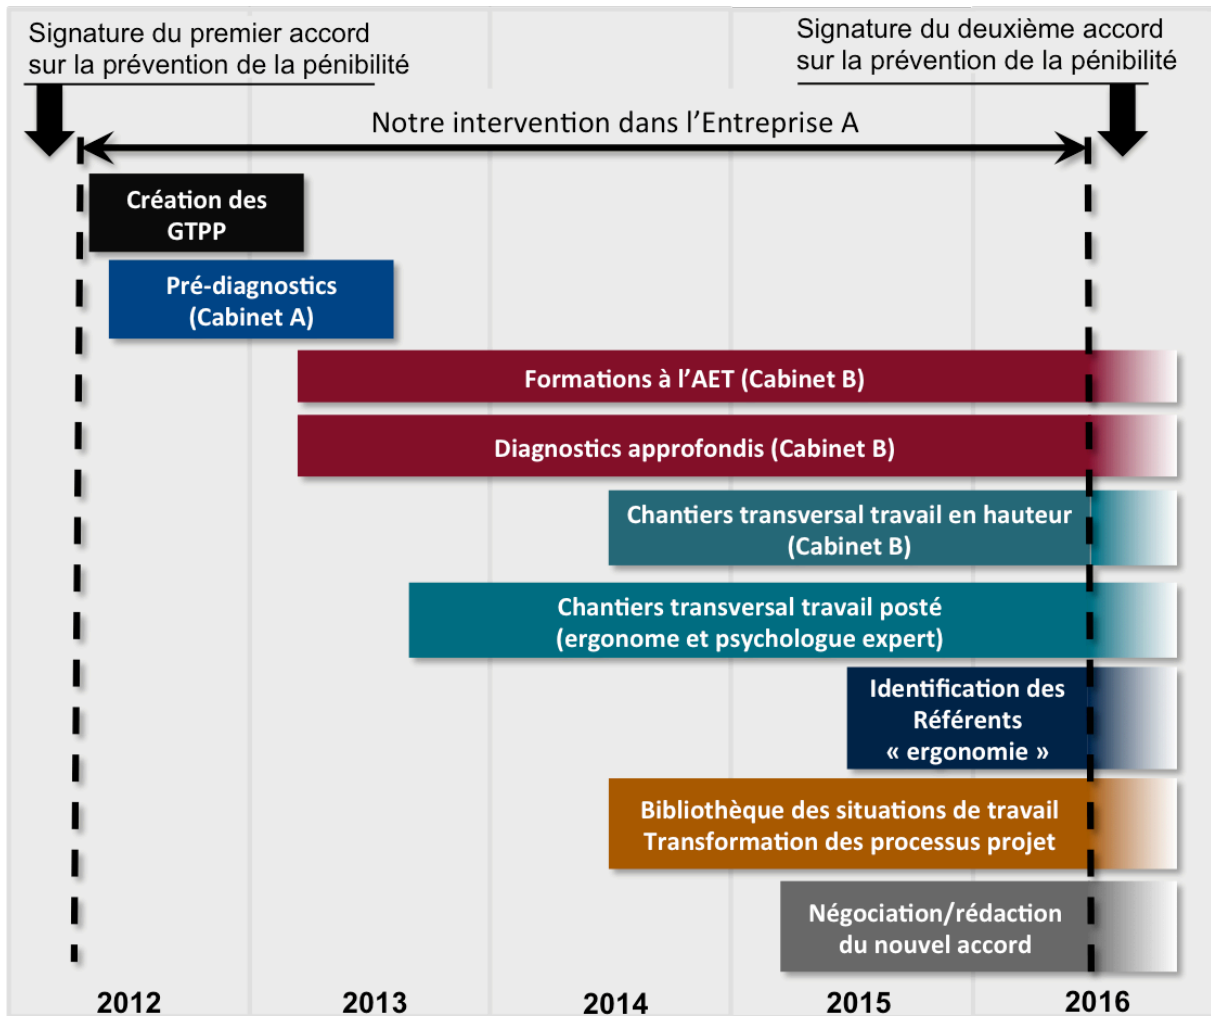 Signature du premier accord
sur la prévention de la pénibilité
Signature du deuxième accord
sur la prévention de la pénibilité
Notre intervention dans l’Entreprise A
Création des
GTPP
Pré-diagnostics
(Cabinet A)
Formations à l’AET (Cabinet B)
Diagnostics approfondis (Cabinet B)
Chantiers transversal travail en hauteur
(Cabinet B)
Chantiers transversal travail posté
(ergonome et psychologue expert)
Identification des
Référents
« ergonomie »
Bibliothèque des situations de travail
Transformation des processus projet
Négociation/rédaction
du nouvel accord
2012 2013 2014 2015 2016